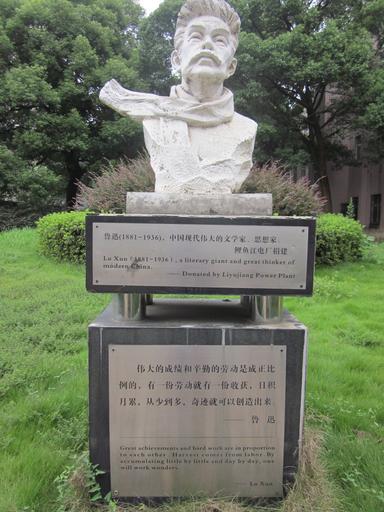 鲁迅(1881-1936)，中国现代伟大的文学家、思想家。
鲤鱼江电厂捐建
Lu Xun (1881-1936), a literary giant and great thinker of
modern China.
—— Donated by Liyujiang Power Plant
伟大的成绩和辛勤的劳动是成正比
例的，有一份劳动就有一份收获，日积
月累，从少到多，奇迹就可以创造出来。
—— 鲁 迅
Great achievements and hard work are in proportion
to each other. Harvest comes from labor. By
accumulating little by little and day by day, one
will work wonders.
—— Lu Xun